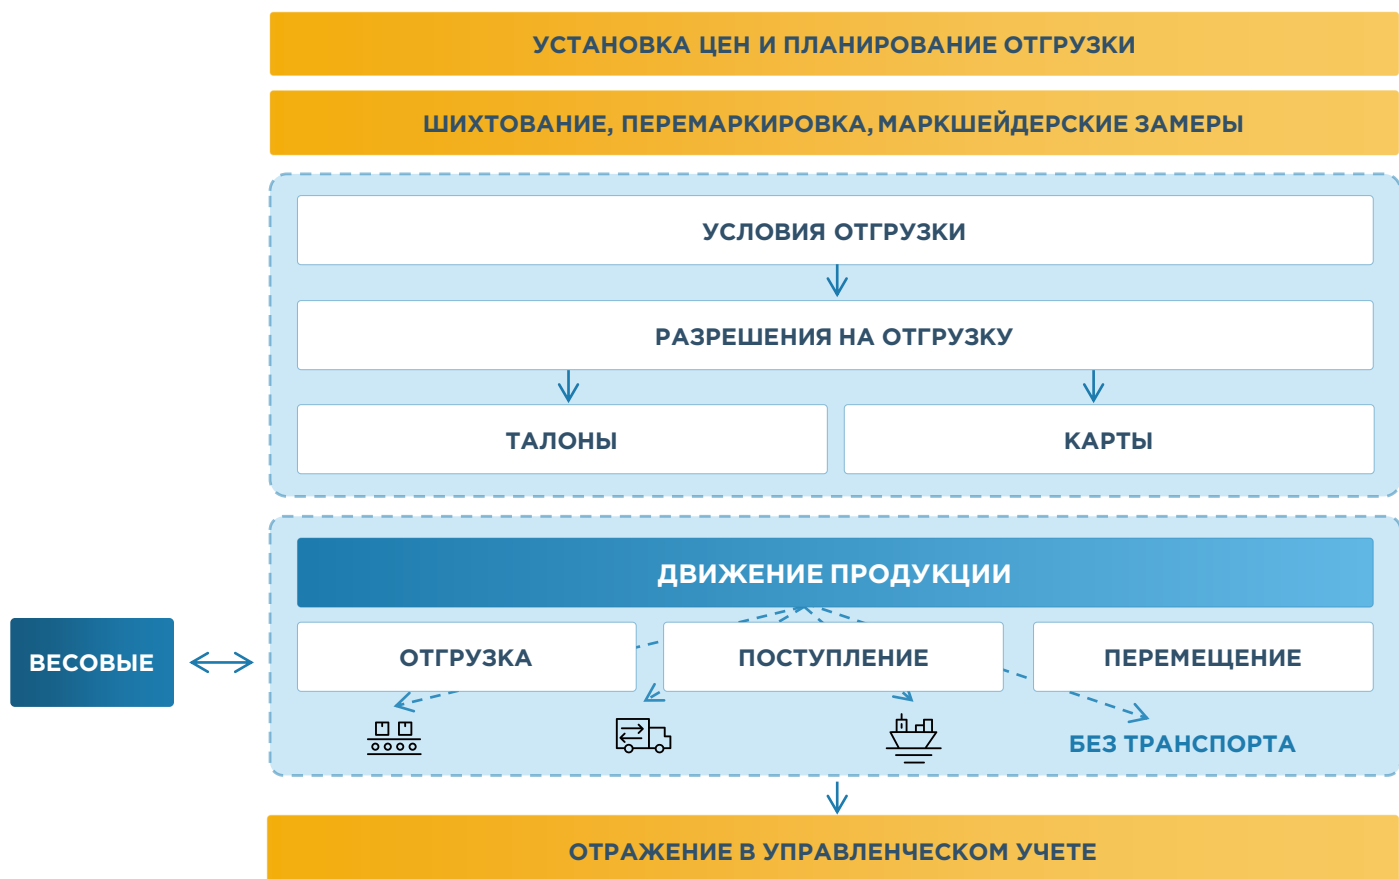 УСТАНОВКА ЦЕН И ПЛАНИРОВАНИЕ ОТГРУЗКИ
ШИХТОВАНИЕ, ПЕРЕМАРКИРОВКА, МАРКШЕЙДЕРСКИЕ ЗАМЕРЫ
УСЛОВИЯ ОТГРУЗКИ
РАЗРЕШЕНИЯ НА ОТГРУЗКУ
ТАЛОНЫ
КАРТЫ
ДВИЖЕНИЕ ПРОДУКЦИИ
ВЕСОВЫЕ
ОТГРУЗКА
ПОСТУПЛЕНИЕ
ПЕРЕМЕЩЕНИЕ
БЕЗ ТРАНСПОРТА
ОТРАЖЕНИЕ В УПРАВЛЕНЧЕСКОМ УЧЕТЕ